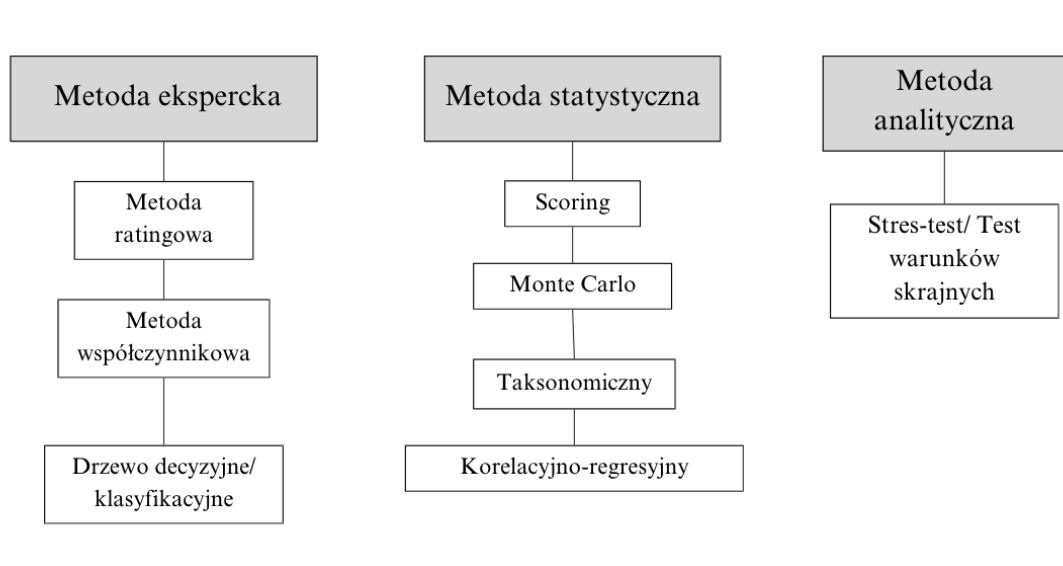 Metoda ekspercka
Metoda
ratingowa
Metoda
współczynnikowa
Drzewo decyzyjne/
klasyfikacyjne
Metoda statystyczna
Scoring
Monte Carlo
Taksonomiczny
Korelacyjno-regresyjny
Metoda
analityczna
Stres-test/ Test
warunków
skrajnych